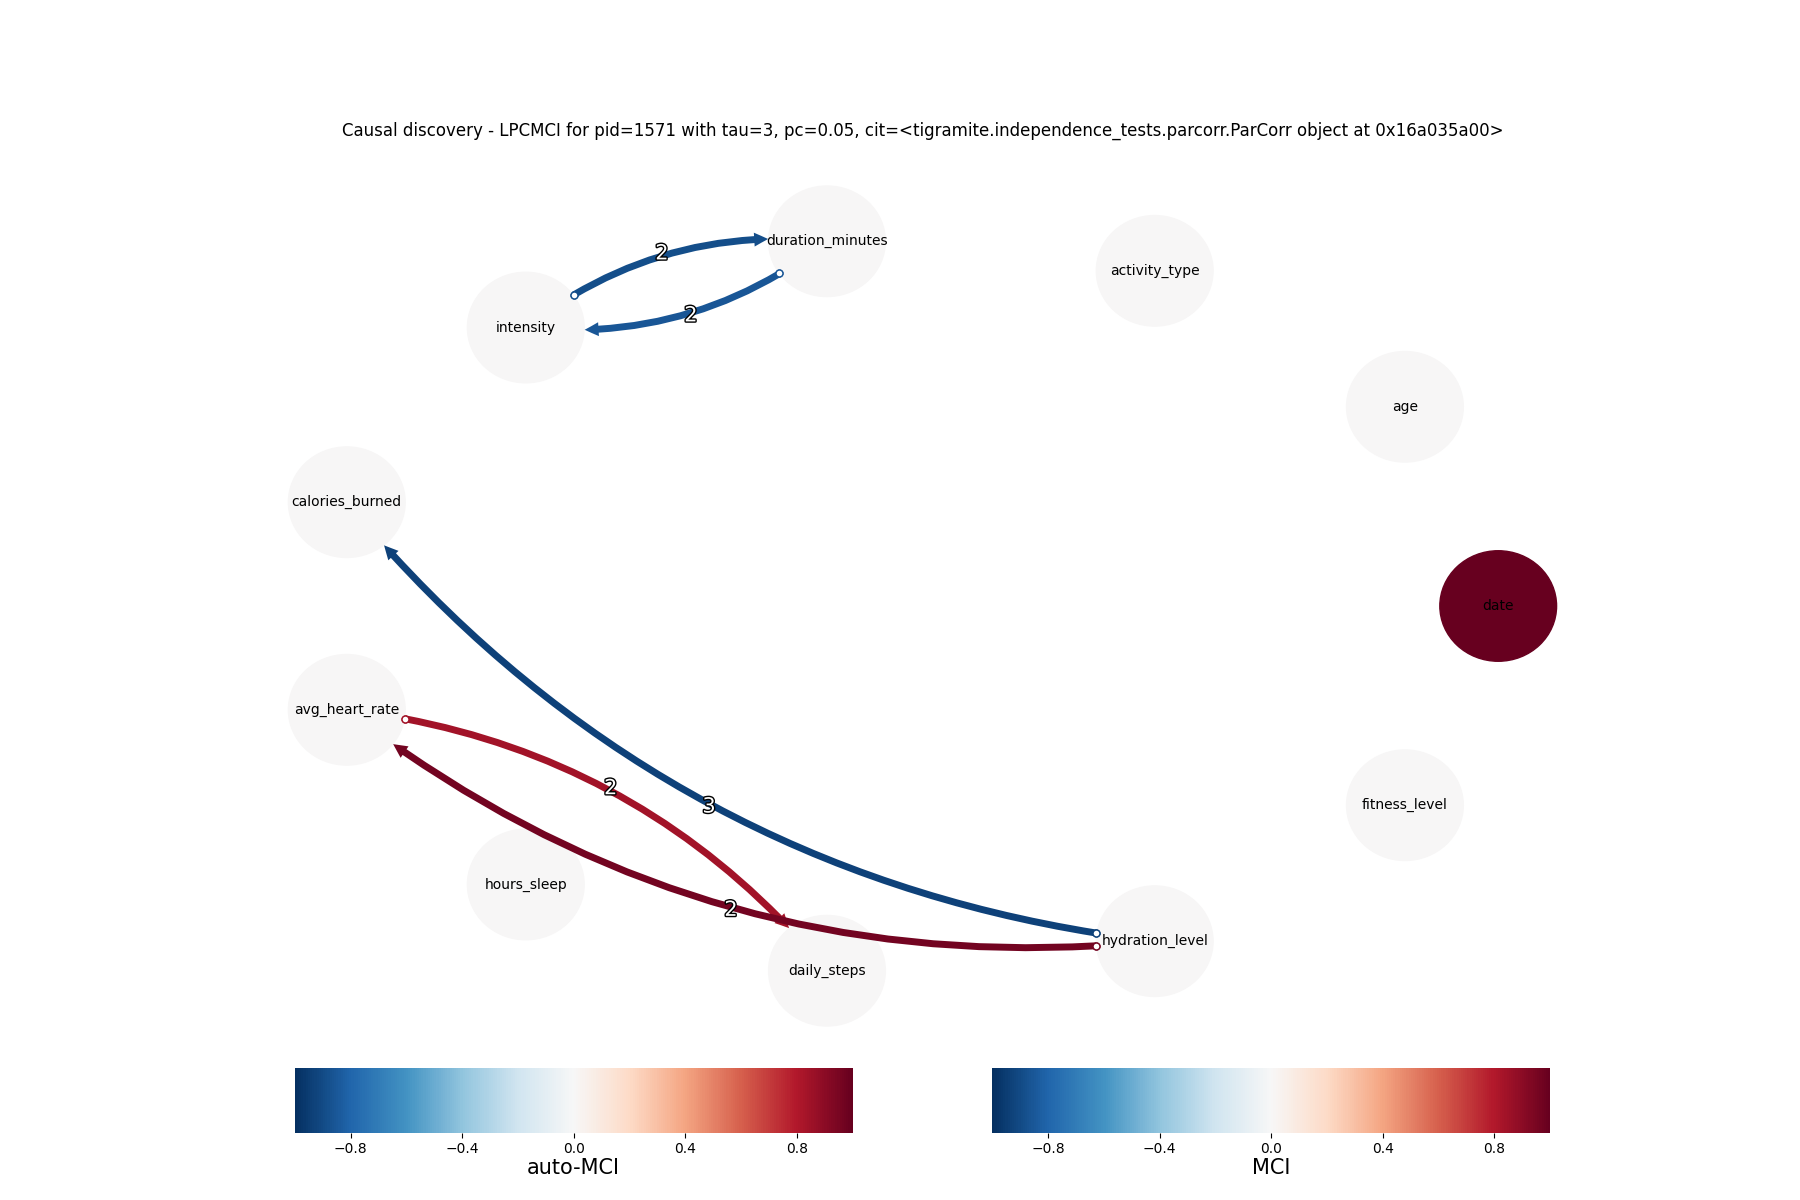 Causal discovery - LPCMCI for pid=1571 with tau=3, pc=0.05, cit=<tigramite.independence_tests.parcorr.ParCorr object at 0x16a035a00>
duration_minutes
2
activity_type
2
intensity
age
calories_burned
date
avg_heart_rate
2
3
fitness_level
hours_sleep
2
hydration_level
daily_steps
−0.8 −0.4 0.0 0.4 0.8
auto-MCI
−0.8 −0.4 0.0 0.4 0.8
MCI